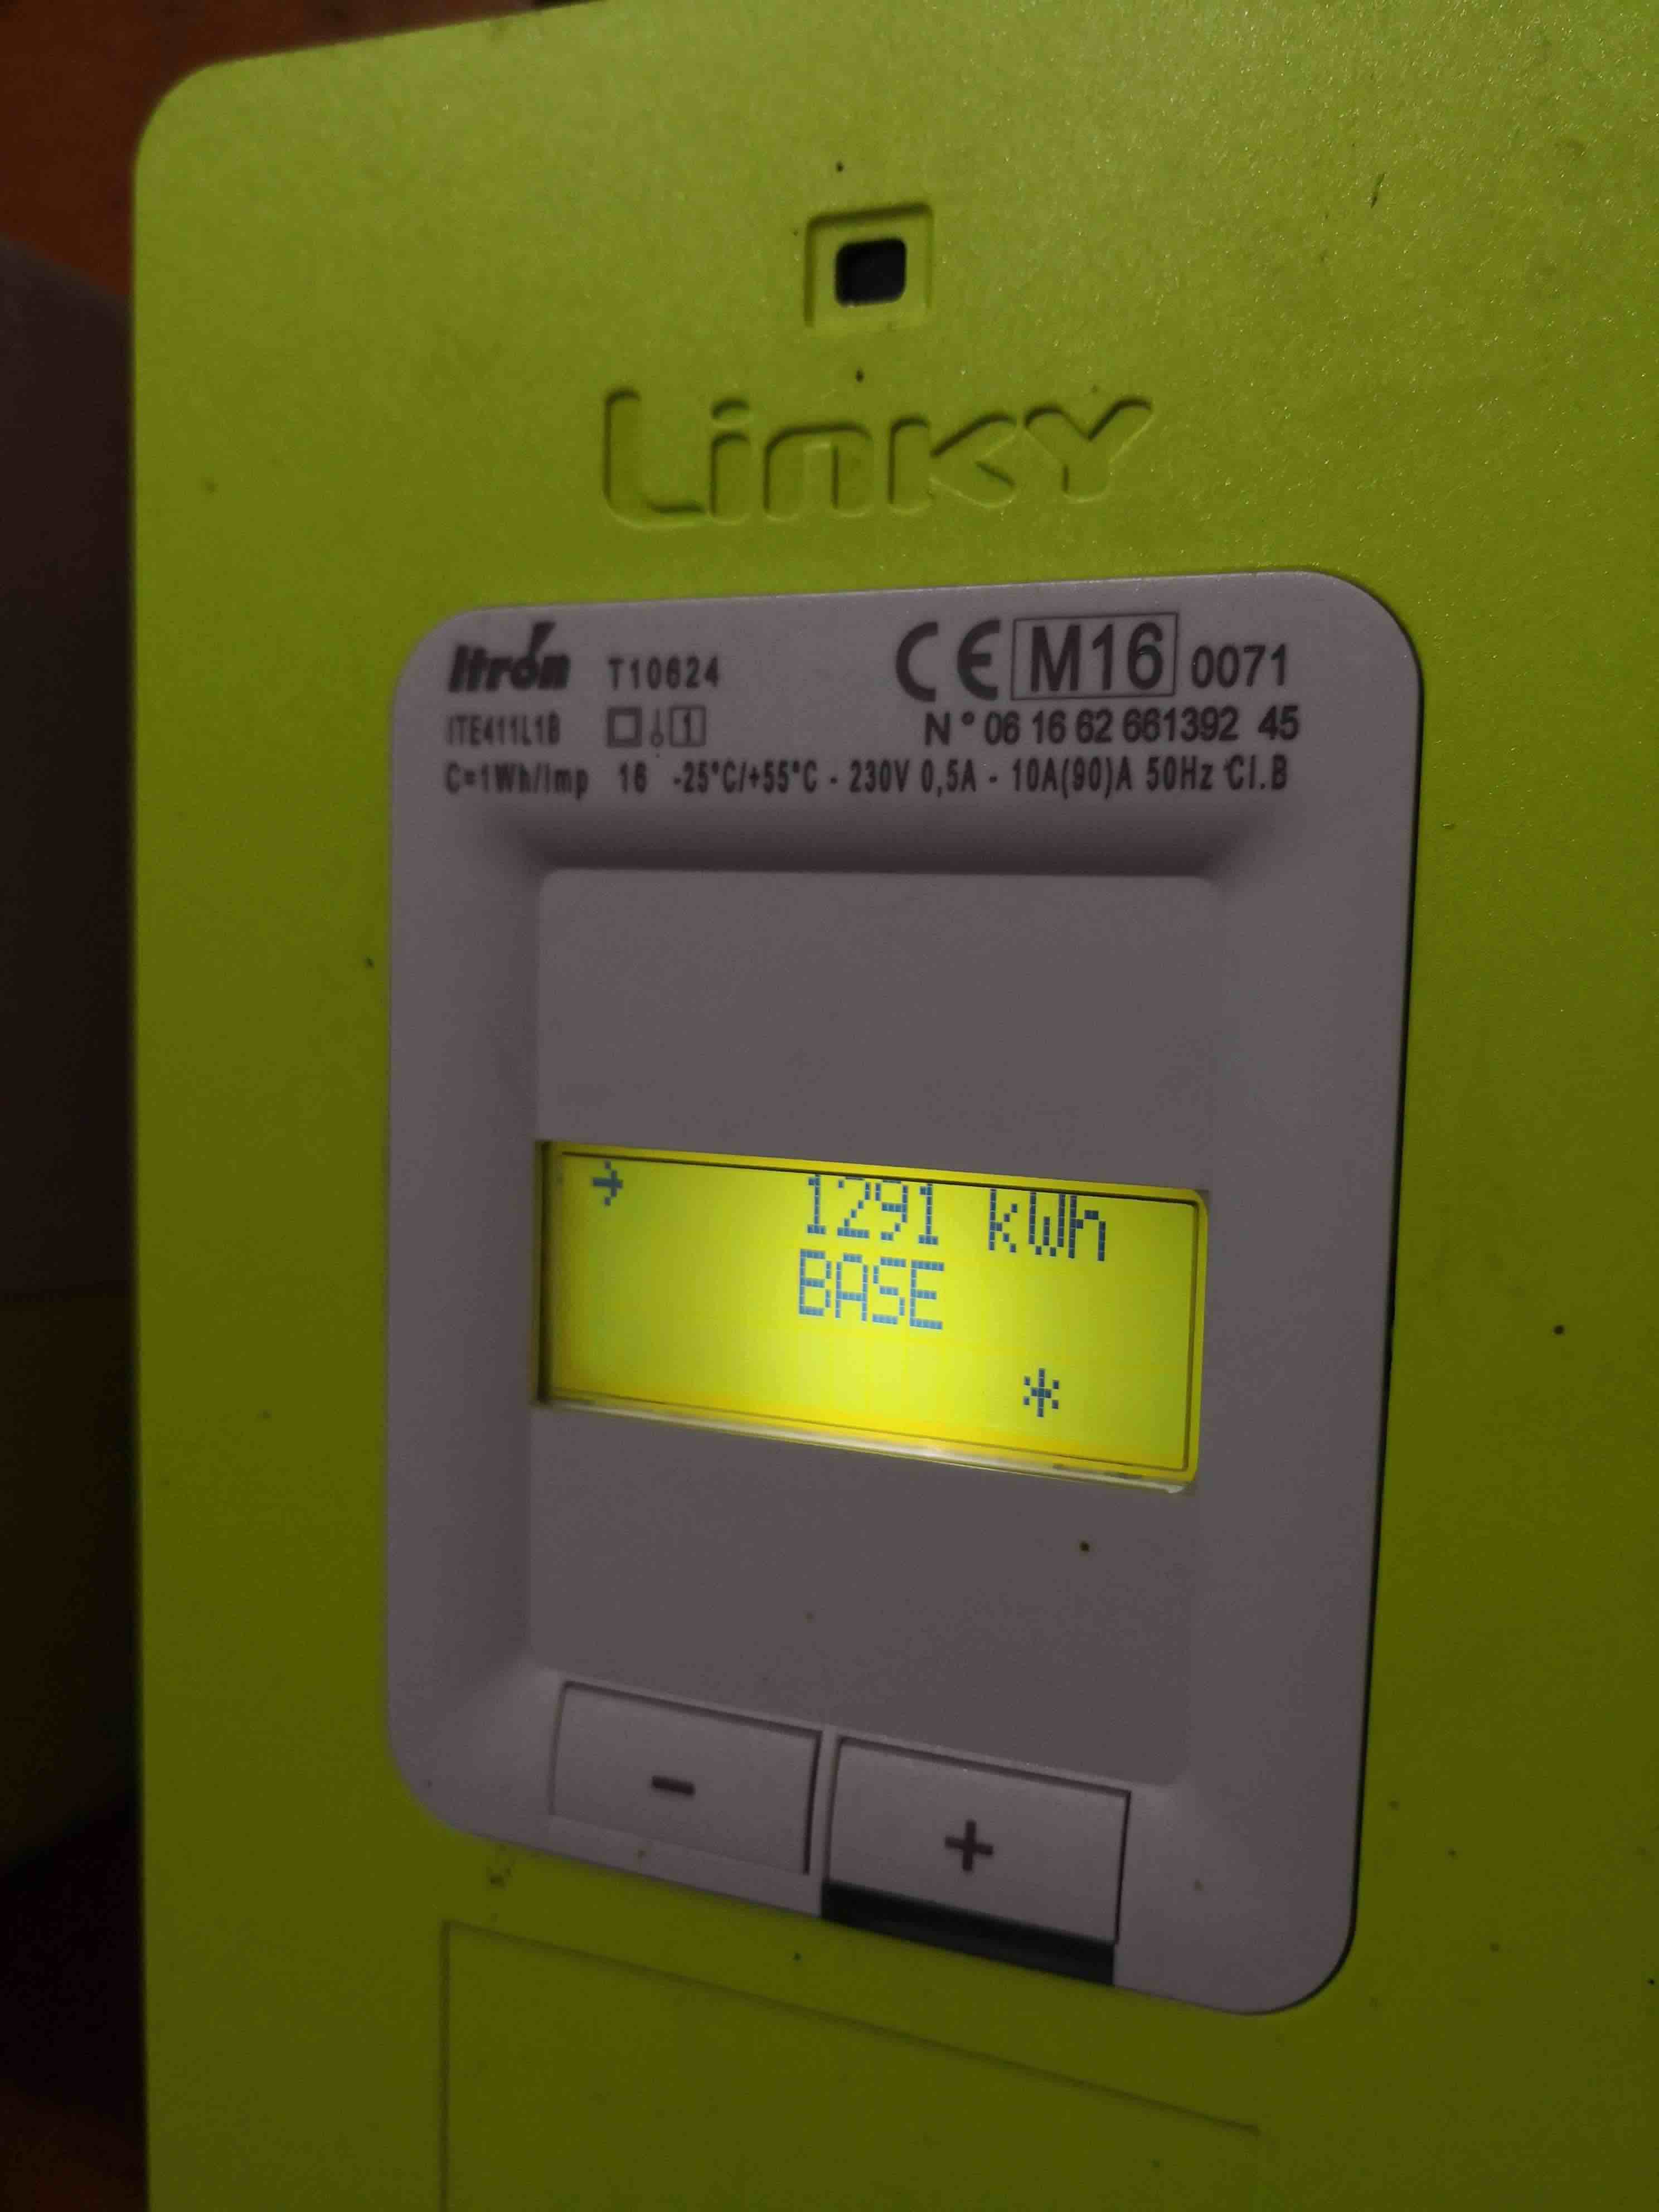 Linky
Itron T10624 CE M16 0071
ITE411L1B 1 N° 06 16 62 661392 45
C=1Wh/Imp 16 -25°C/+55°C - 230V 0,5A - 10A(90)A 50Hz Cl.B
→ 1291 kWh
BASE
*
- +